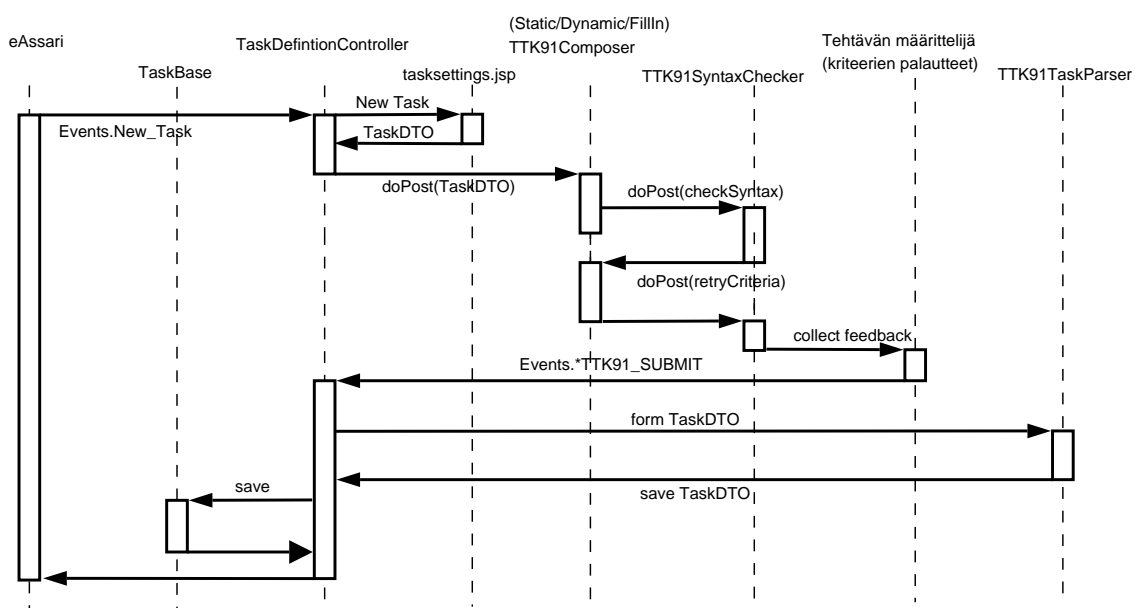 (Static/Dynamic/FillIn)
eAssari
TaskDefintionController
TTK91Composer
Tehtävän määrittelijä
(kriteerien palautteet)
TaskBase
tasksettings.jsp
TTK91SyntaxChecker
TTK91TaskParser
New Task
Events.New_Task
TaskDTO
doPost(TaskDTO)
doPost(checkSyntax)
doPost(retryCriteria)
collect feedback
Events.*TTK91_SUBMIT
form TaskDTO
save
save TaskDTO